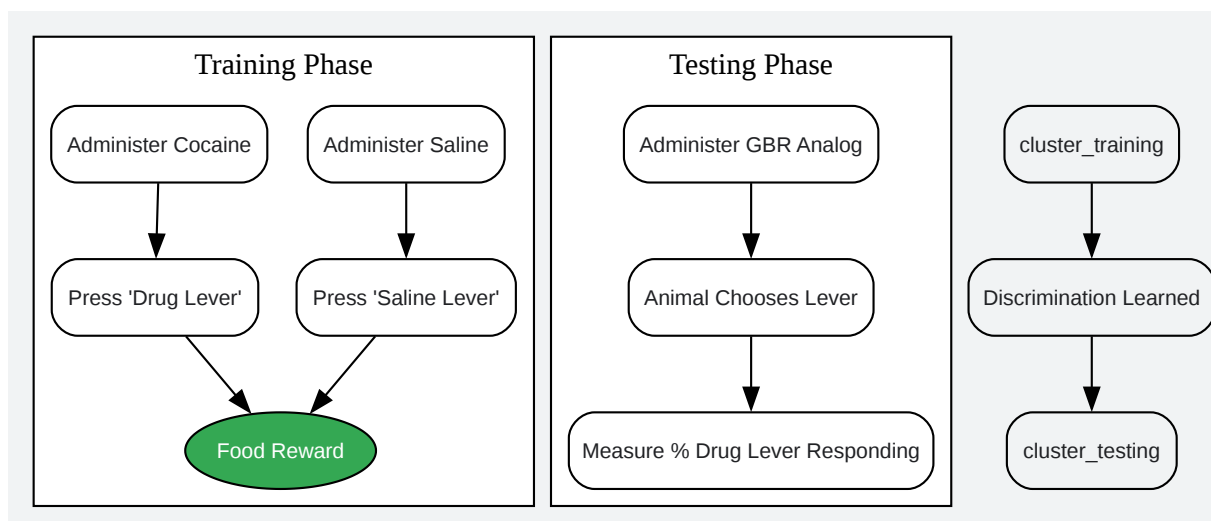 Training Phase
Administer Cocaine
Administer Saline
Press 'Drug Lever'
Press 'Saline Lever'
Food Reward
Testing Phase
Administer GBR Analog
Animal Chooses Lever
Measure % Drug Lever Responding
cluster_training
Discrimination Learned
cluster_testing